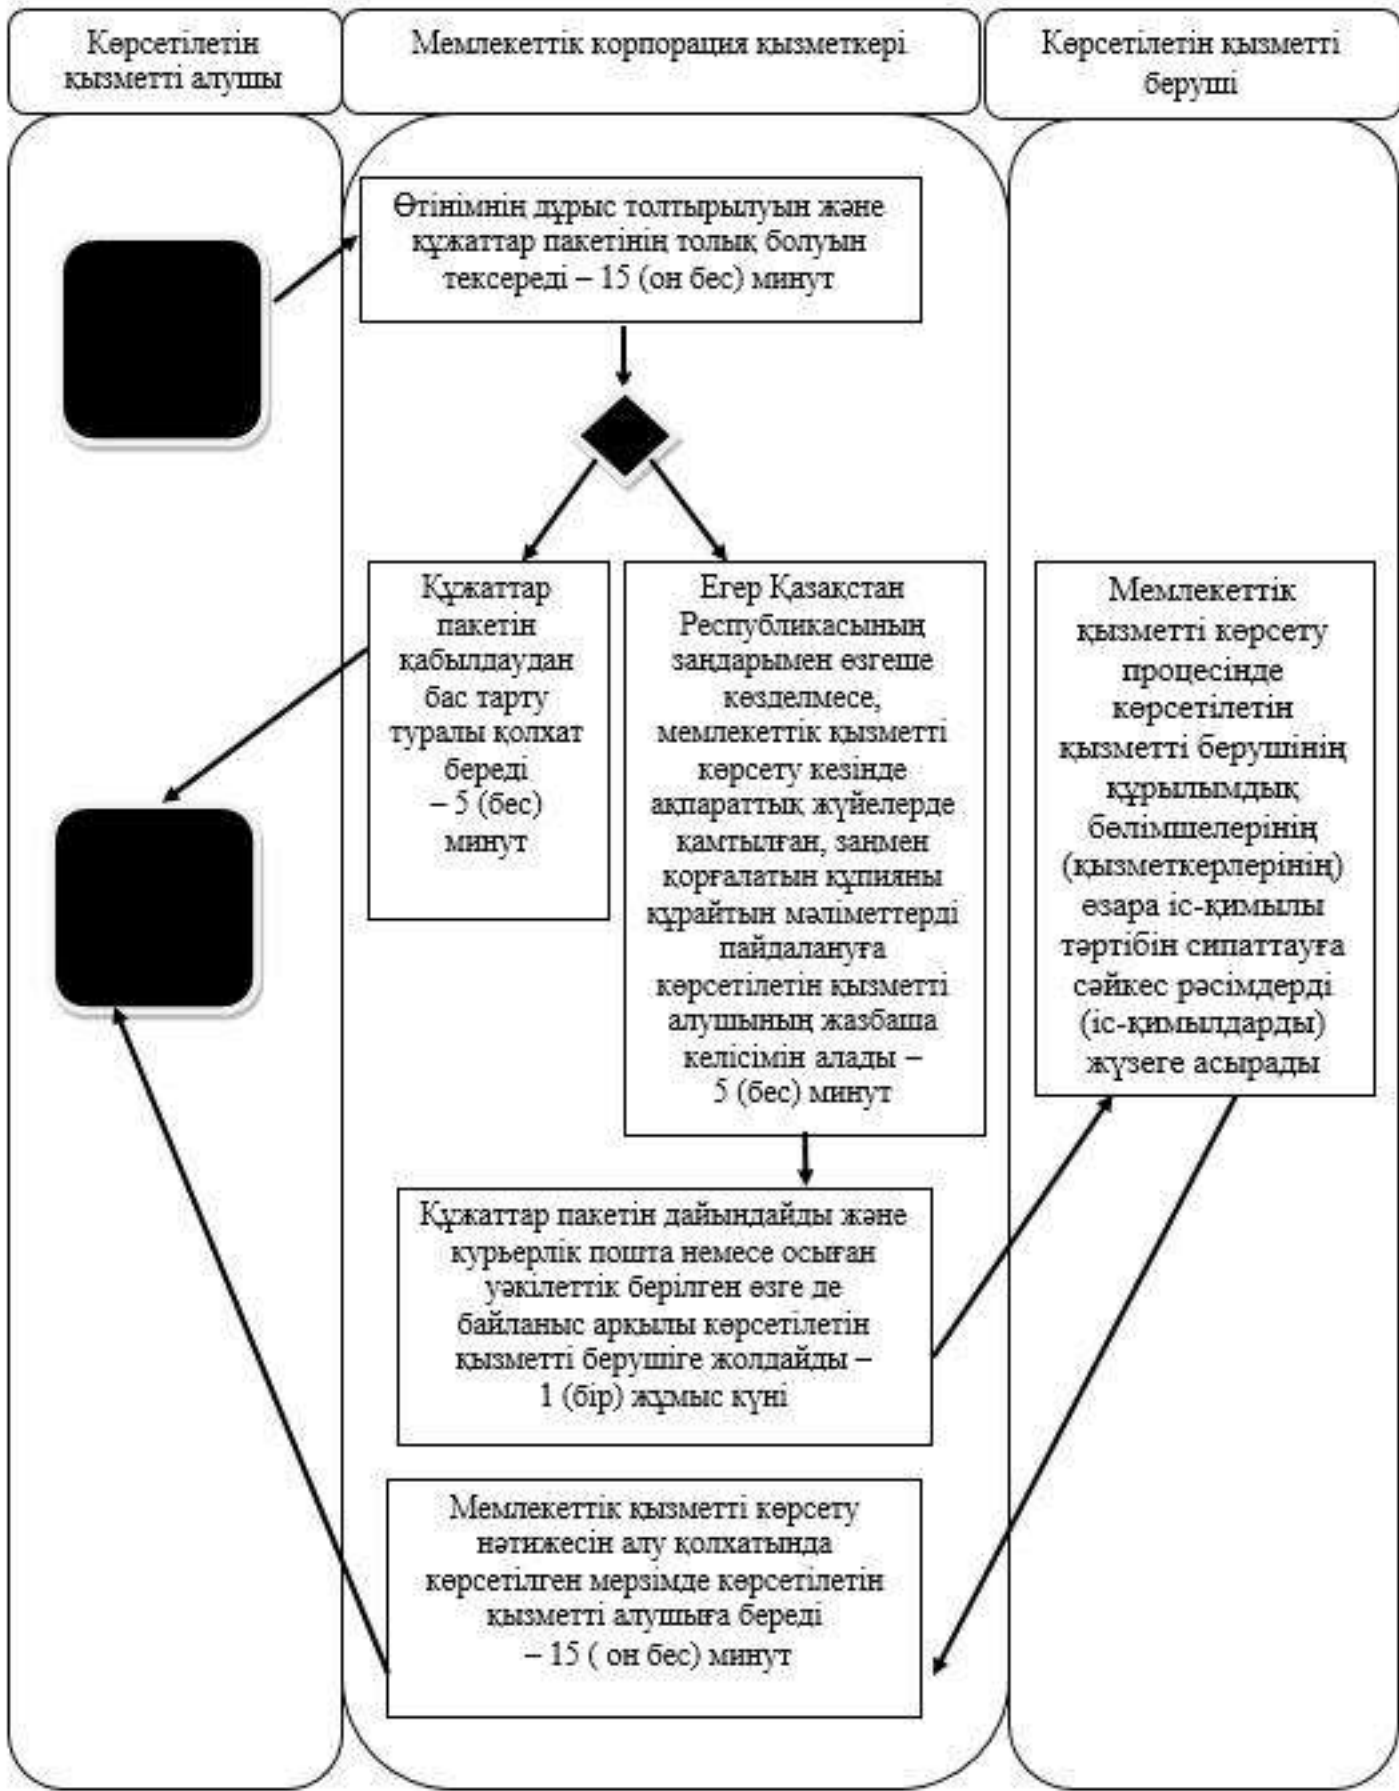 Көрсетілетін
қызметті алушы
Мемлекеттік корпорация қызметкері
Көрсетілетін қызметті
беруші
Өтінімнің дұрыс толтырылуын және
құжаттар пакетінің толық болуын
тексереді – 15 (он бес) минут
Құжаттар
пакетін
қабылдаудан
бас тарту
туралы қолхат
береді
– 5 (бес)
минут
Егер Қазақстан
Республикасының
заңдарымен өзгеше
көзделмесе,
мемлекеттік қызметті
көрсету кезінде
ақпараттық жүйелерде
қамтылған, заңмен
қорғалатын құпияны
құрайтын мәліметтерді
пайдалануға
көрсетілетін қызметті
алушының жазбаша
келісімін алады –
5 (бес) минут
Мемлекеттік
қызметті көрсету
процесінде
көрсетілетін
қызметті берушінің
құрылымдық
бөлімшелерінің
(қызметкерлерінің)
өзара іс-қимылы
тәртібін сипаттауға
сәйкес рәсімдерді
(іс-қимылдарды)
жүзеге асырады
Құжаттар пакетін дайындайды және
курьерлік пошта немесе осыған
уәкілеттік берілген өзге де
байланыс арқылы көрсетілетін
қызметті берушіге жолдайды –
1 (бір) жұмыс күні
Мемлекеттік қызметті көрсету
нәтижесін алу қолхатында
көрсетілген мерзімде көрсетілетін
қызметті алушыға береді
– 15 ( он бес) минут